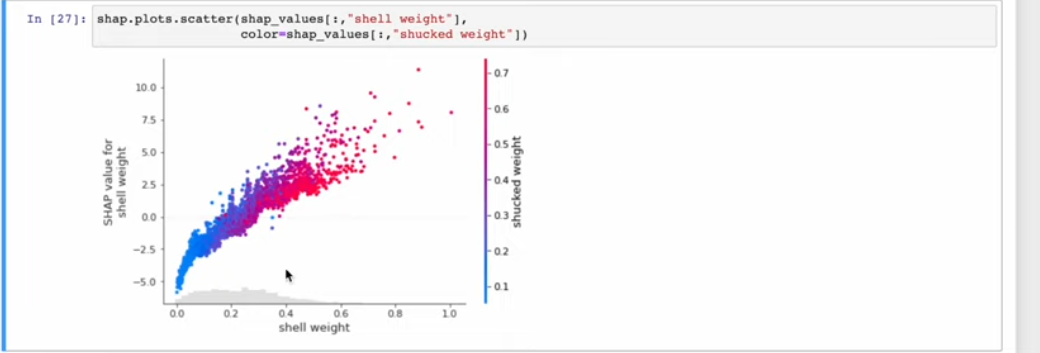 In [27]: shap.plots.scatter(shap_values[:,"shell weight"],
color=shap_values[:,"shucked weight"])
10.0
7.5
5.0
2.5
0.0
−2.5
−5.0
SHAP value for
shell weight
0.0 0.2 0.4 0.6 0.8 1.0
shell weight
0.7
0.6
0.5
0.4
0.3
0.2
0.1
shucked weight